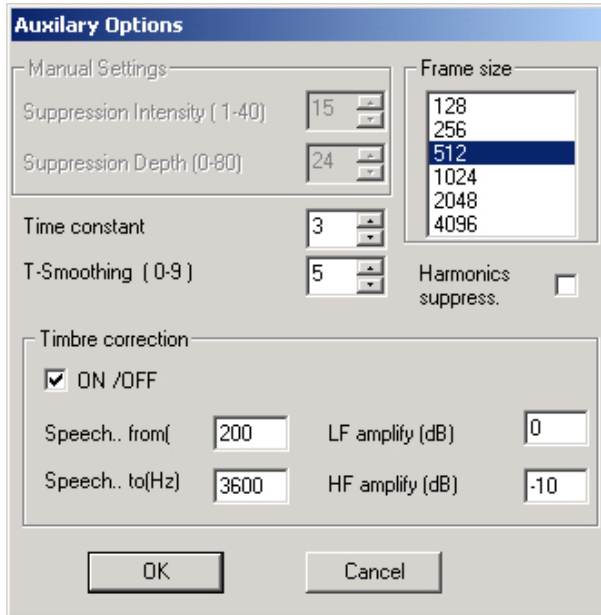 Auxilary Options
Manual Settings
Suppression Intensity ( 1-40)
15
Suppression Depth (0-80)
24
Frame size
128
256
512
1024
2048
4096
Time constant
3
T-Smoothing ( 0-9 )
5
Harmonics
suppress.
Timbre correction
ON /OFF
Speech.. from(
200
LF amplify (dB)
0
Speech.. to(Hz)
3600
HF amplify (dB)
-10
OK
Cancel